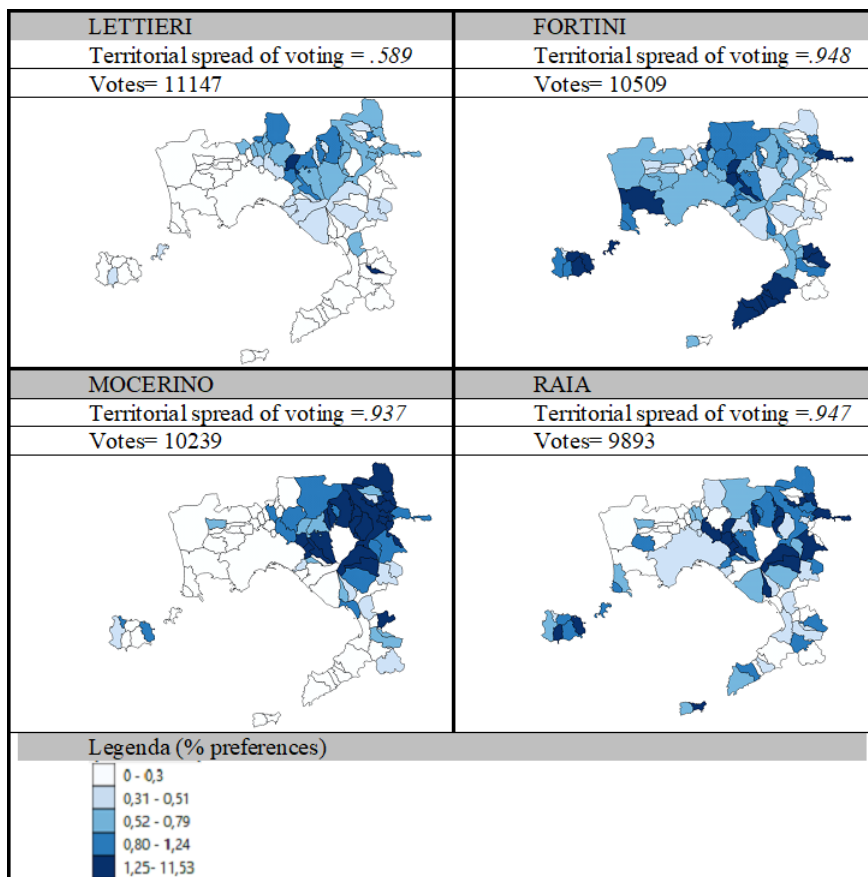 LETTIERI
Territorial spread of voting = .589
Votes= 11147
FORTINI
Territorial spread of voting =.948
Votes= 10509
MOCERINO
Territorial spread of voting =.937
Votes= 10239
RAIA
Territorial spread of voting =.947
Votes= 9893
Legenda (% preferences)
0 - 0,3
0,31 - 0,51
0,52 - 0,79
0,80 - 1,24
1,25- 11,53